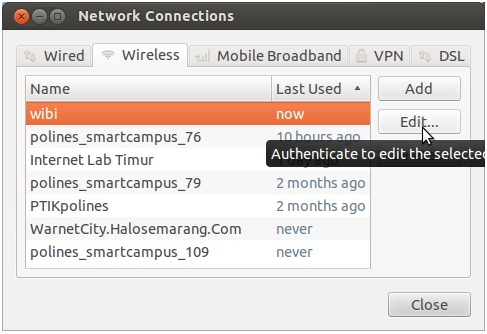 Network Connections
Wired Wireless Mobile Broadband VPN DSL
Name Last Used
Add
wibi now
Edit...
polines_smartcampus_76 10 hours ago
Authenticate to edit the selected
Internet Lab Timur
polines_smartcampus_79 2 months ago
PTIKpolines 2 months ago
WarnetCity.Halosemarang.Com never
polines_smartcampus_109 never
Close